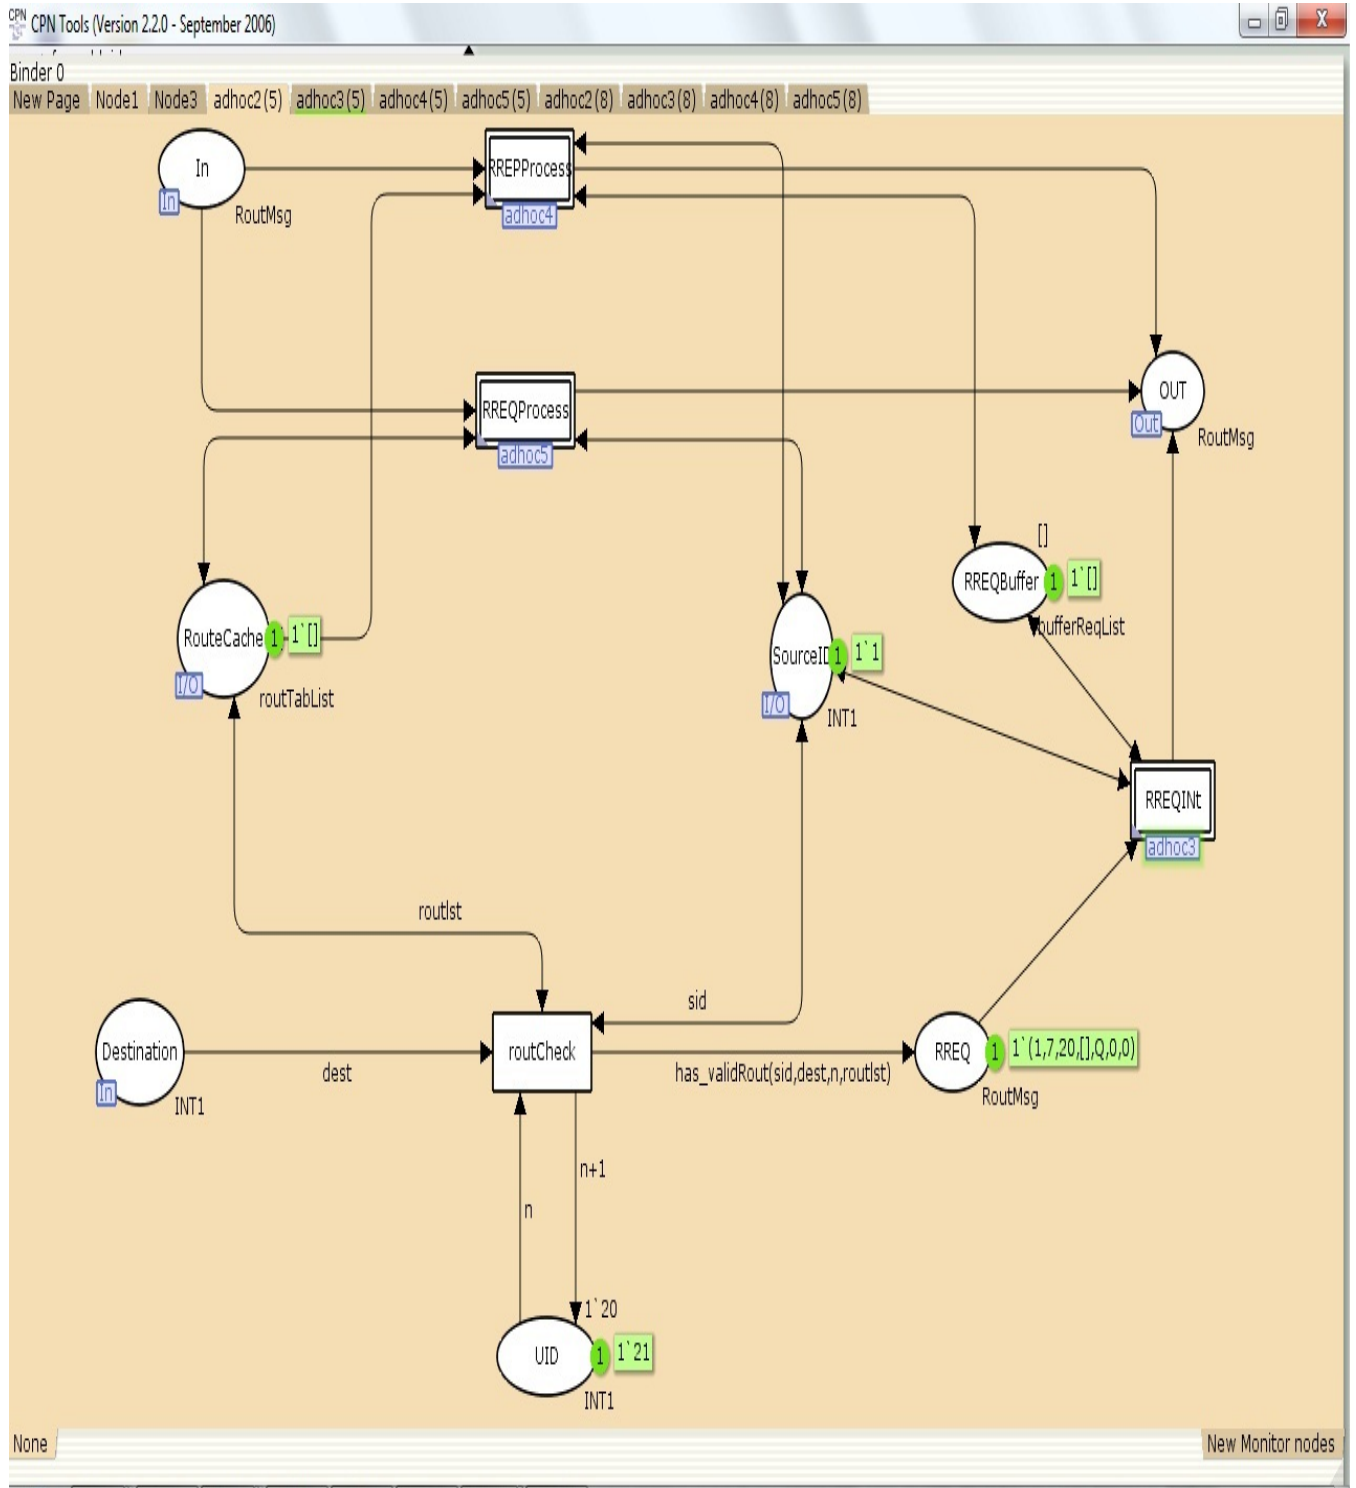 CPN Tools (Version 2.2.0 - September 2006)
Binder 0
New Page Node1 Node3 adhoc2(5) adhoc3(5) adhoc4(5) adhoc5(5) adhoc2(8) adhoc3(8) adhoc4(8) adhoc5(8)
In
In
RoutMsg
RREPProcess
adhoc4
RREQProcess
adhoc5
OUT
Out
RoutMsg
[]
RREQBuffer 1 1`[]
bufferReqList
RouteCache 1 1`[]
I/O
routTabList
SourceID 1 1`1
I/O
INT1
RREQINt
adhoc3
routlst
sid
Destination
In
INT1
dest
routCheck
has_validRout(sid,dest,n,routlst)
RREQ 1 1`(1,7,20,[],Q,0,0)
RoutMsg
n+1
n
1`20
UID 1 1`21
INT1
None
New Monitor nodes